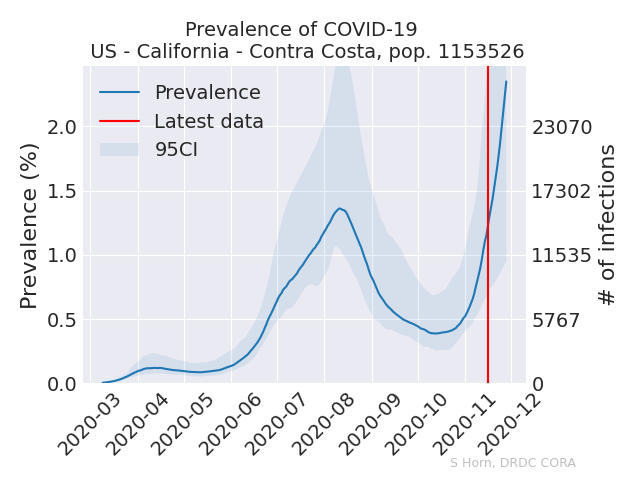 Prevalence of COVID-19
US - California - Contra Costa, pop. 1153526
Prevalence
Latest data
95CI
Prevalence (%)
2.0
1.5
1.0
0.5
0.0
23070
17302
11535
5767
0
# of infections
2020-03
2020-04
2020-05
2020-06
2020-07
2020-08
2020-09
2020-10
2020-11
2020-12
S Horn, DRDC CORA